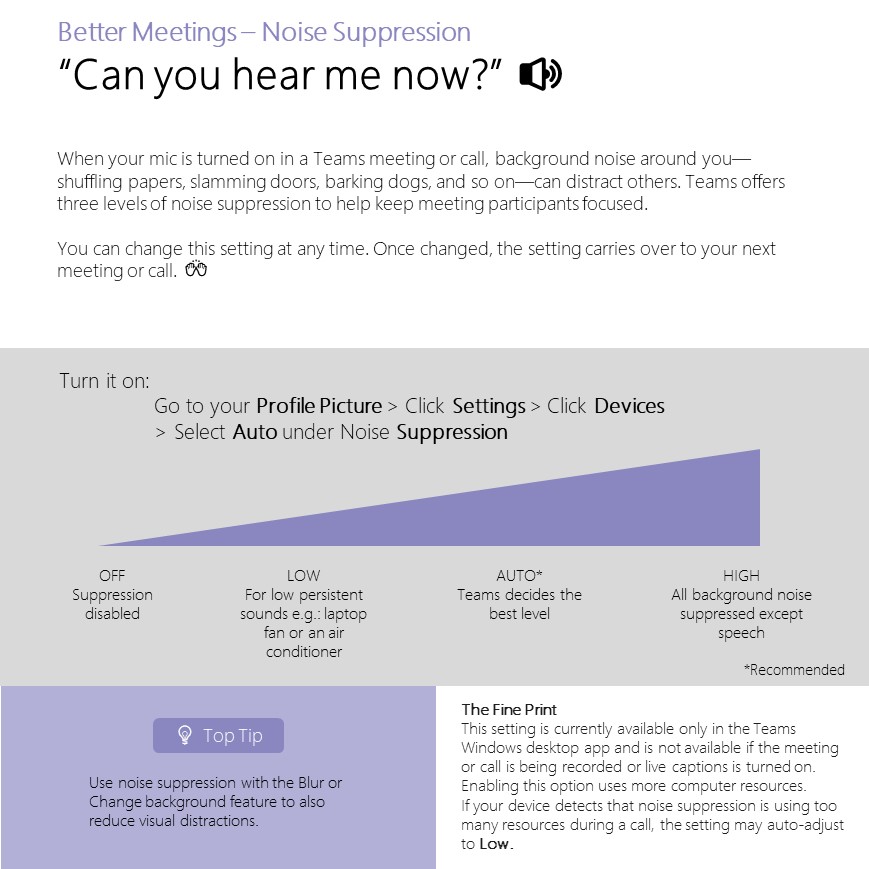 Better Meetings – Noise Suppression
“Can you hear me now?”
When your mic is turned on in a Teams meeting or call, background noise around you—
shuffling papers, slamming doors, barking dogs, and so on—can distract others. Teams offers
three levels of noise suppression to help keep meeting participants focused.
You can change this setting at any time. Once changed, the setting carries over to your next
meeting or call.
Turn it on:
Go to your Profile Picture > Click Settings > Click Devices
> Select Auto under Noise Suppression
OFF
Suppression
disabled
LOW
For low persistent
sounds e.g.: laptop
fan or an air
conditioner
AUTO*
Teams decides the
best level
HIGH
All background noise
suppressed except
speech
*Recommended
Top Tip
Use noise suppression with the Blur or
Change background feature to also
reduce visual distractions.
The Fine Print
This setting is currently available only in the Teams
Windows desktop app and is not available if the meeting
or call is being recorded or live captions is turned on.
Enabling this option uses more computer resources.
If your device detects that noise suppression is using too
many resources during a call, the setting may auto-adjust
to Low.